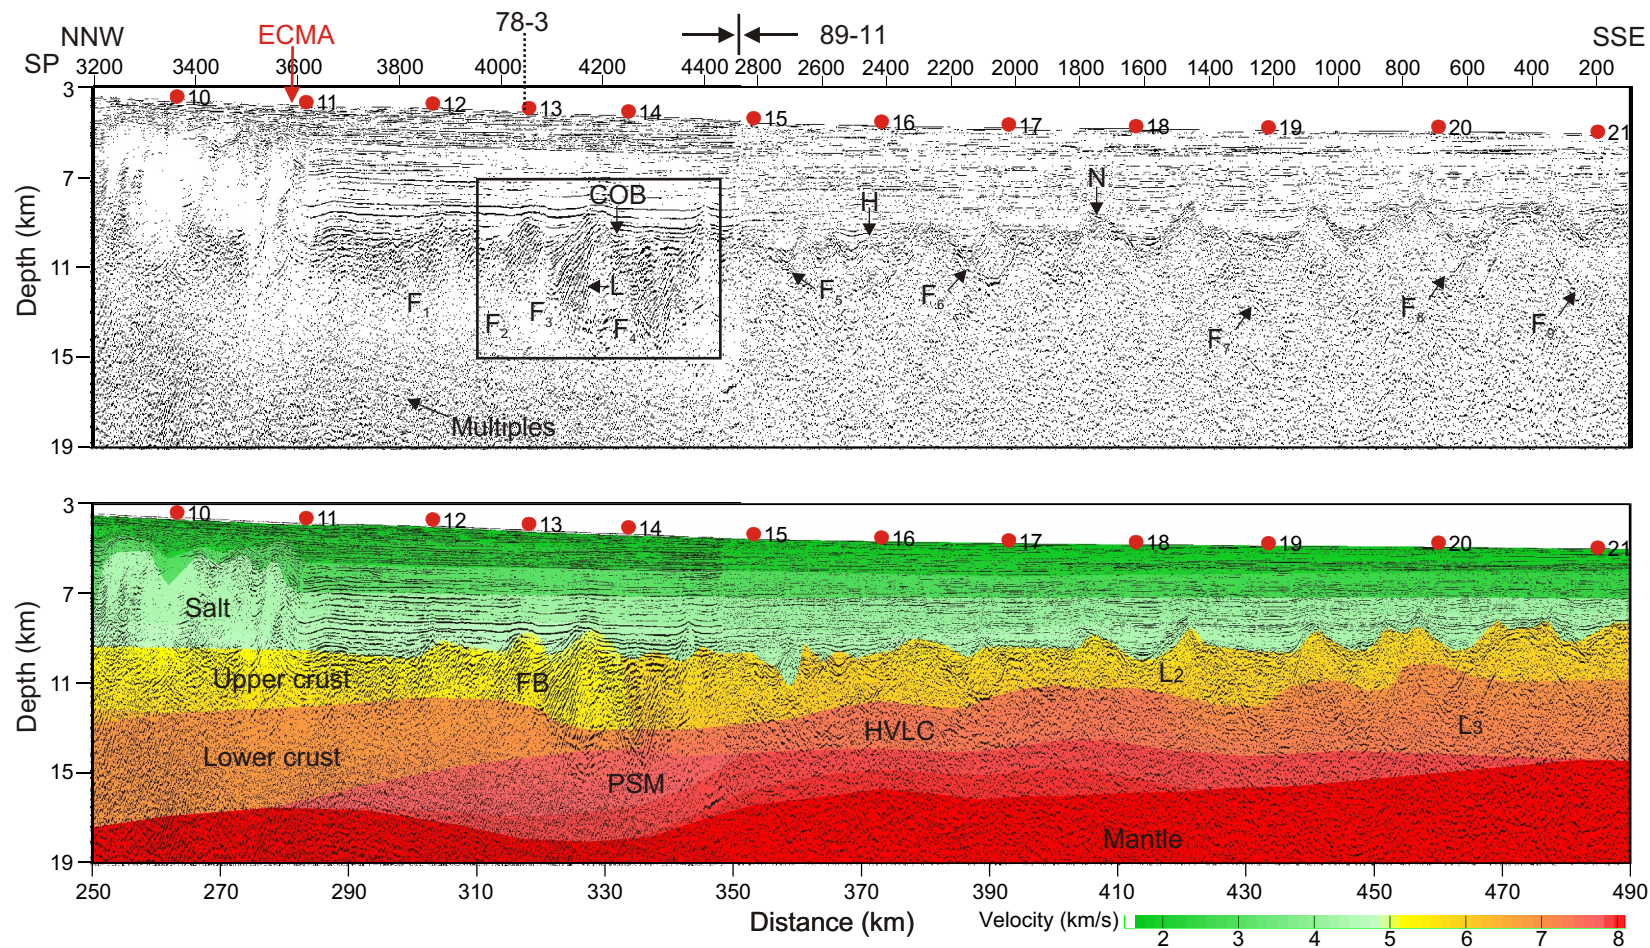 78-3
NNW ECMA 89-11 SSE
SP
3200 3400 3600 3800 4000 4200 4400 2800 2600 2400 2200 2000 1800 1600 1400 1200 1000 800 600 400 200
3
10 11 12 13 14 15 16 17 18 19 20 21
7
COB H N
11
L F5 F6 F8
F1 F2 F3 F4 F7 F9
15
Multiples
19
Depth (km)
3
10 11 12 13 14 15 16 17 18 19 20 21
7
Salt
11
Upper crust FB L2
Lower crust HVLC L3
15
PSM
Mantle
19
Depth (km)
250 270 290 310 330 350 370 390 410 430 450 470 490
Distance (km)
Velocity (km/s)
2 3 4 5 6 7 8